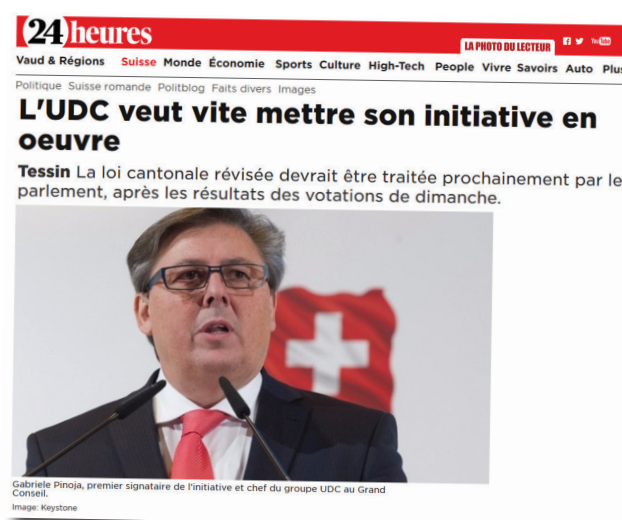 24 heures
LA PHOTO DU LECTEUR
Vaud & Régions Suisse Monde Économie Sports Culture High-Tech People Vivre Savoirs Auto Plus
Politique Suisse romande Politblog Faits divers Images
L'UDC veut vite mettre son initiative en
oeuvre
Tessin La loi cantonale révisée devrait être traitée prochainement par le
parlement, après les résultats des votations de dimanche.
Gabriele Pinoja, premier signataire de l'initiative et chef du groupe UDC au Grand
Conseil.
Image: Keystone